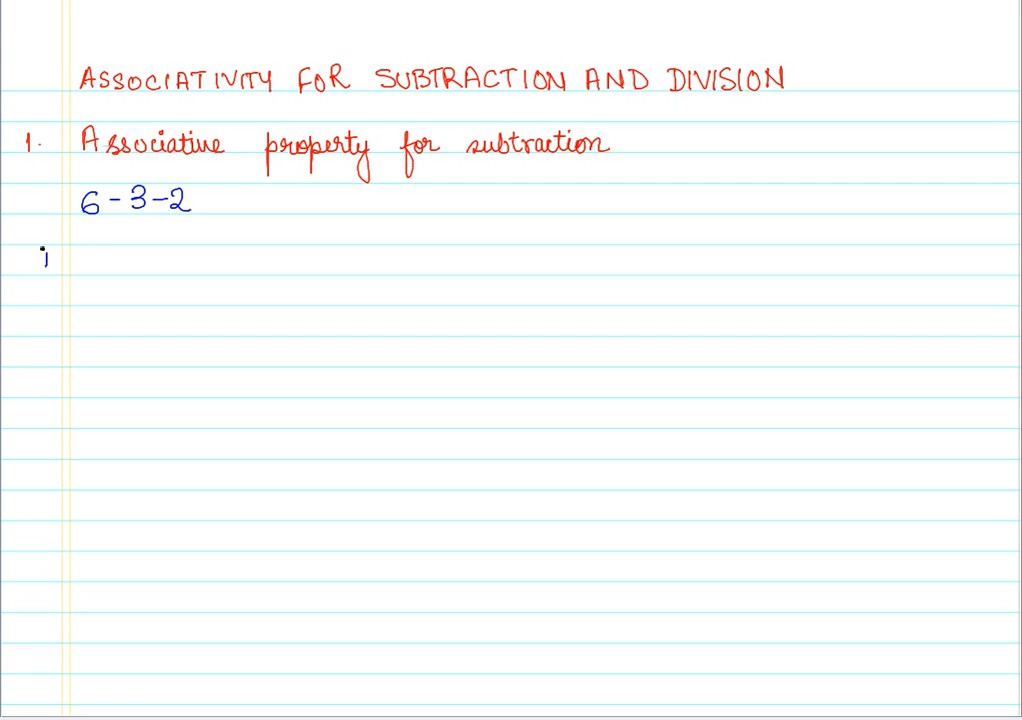 ASSOCIATIVITY FOR SUBTRACTION AND DIVISION
1. Associative property for subtraction
6-3-2
i